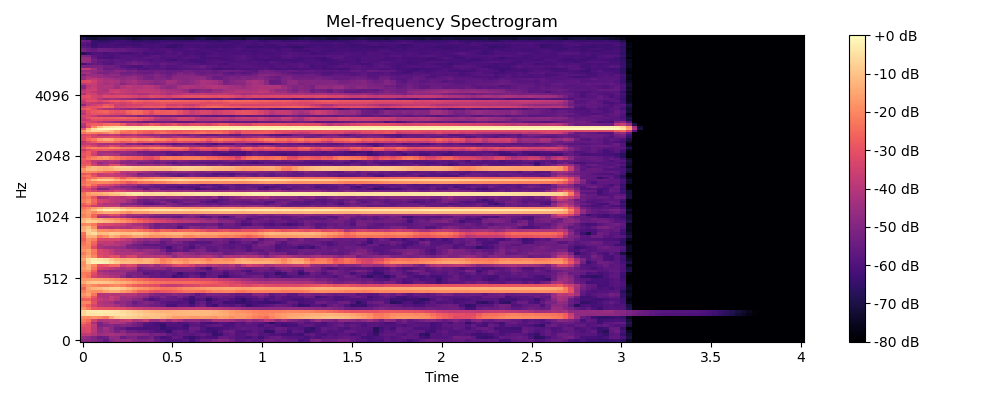 Mel-frequency Spectrogram
Hz
4096
2048
1024
512
0
0 0.5 1 1.5 2 2.5 3 3.5 4
Time
+0 dB
-10 dB
-20 dB
-30 dB
-40 dB
-50 dB
-60 dB
-70 dB
-80 dB